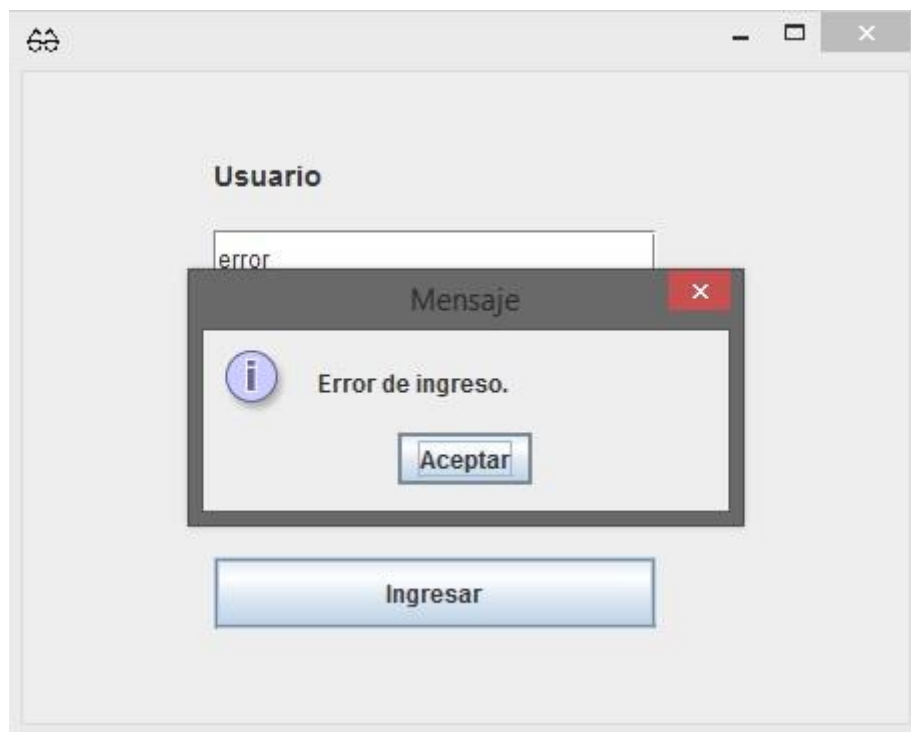 Usuario
error
Mensaje
Error de ingreso.
Aceptar
Ingresar